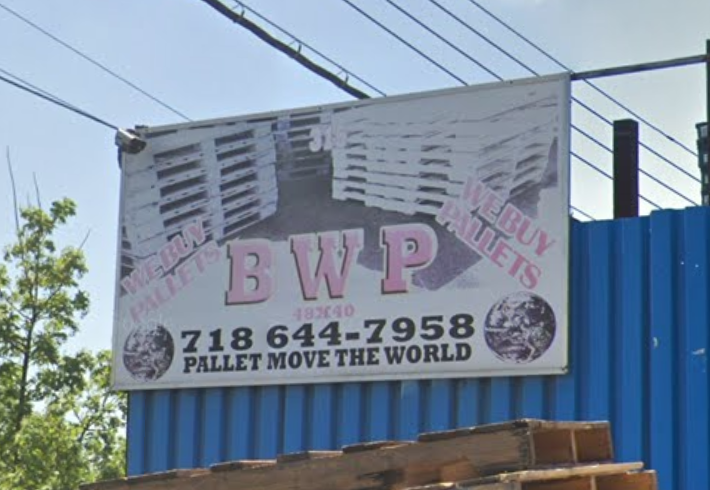 WE BUY
PALLETS
BWP
WE BUY
PALLETS
48X40
718 644-7958
PALLET MOVE THE WORLD